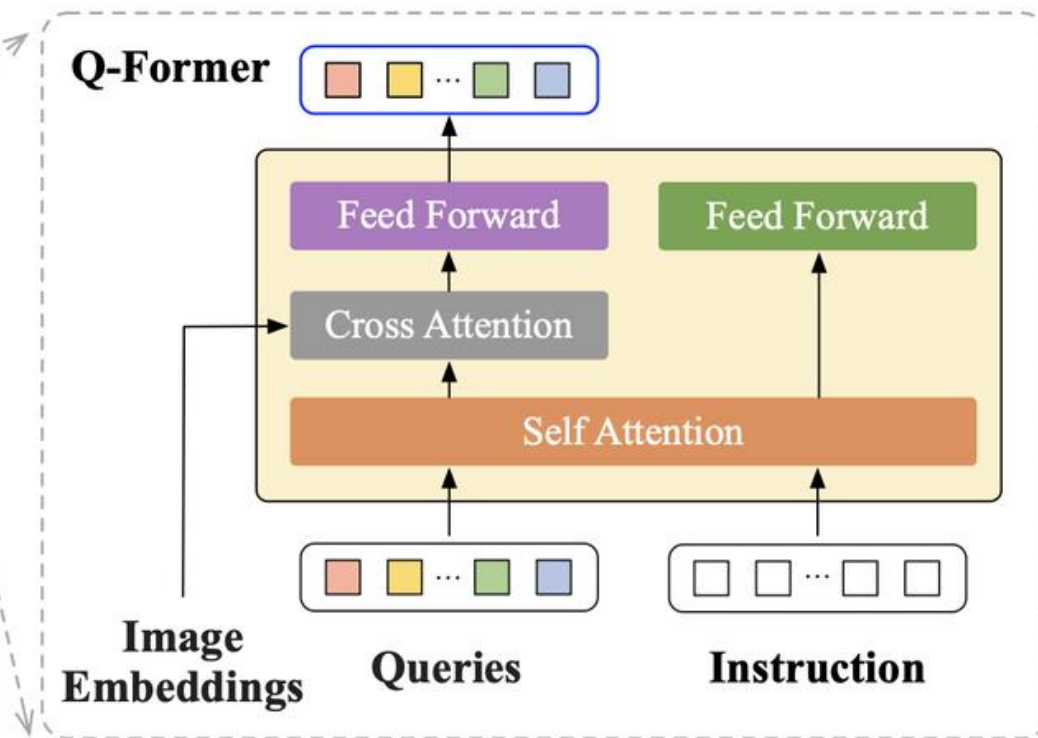 Q-Former
...
Feed Forward
Feed Forward
Cross Attention
Self Attention
...
...
Image
Embeddings
Queries
Instruction